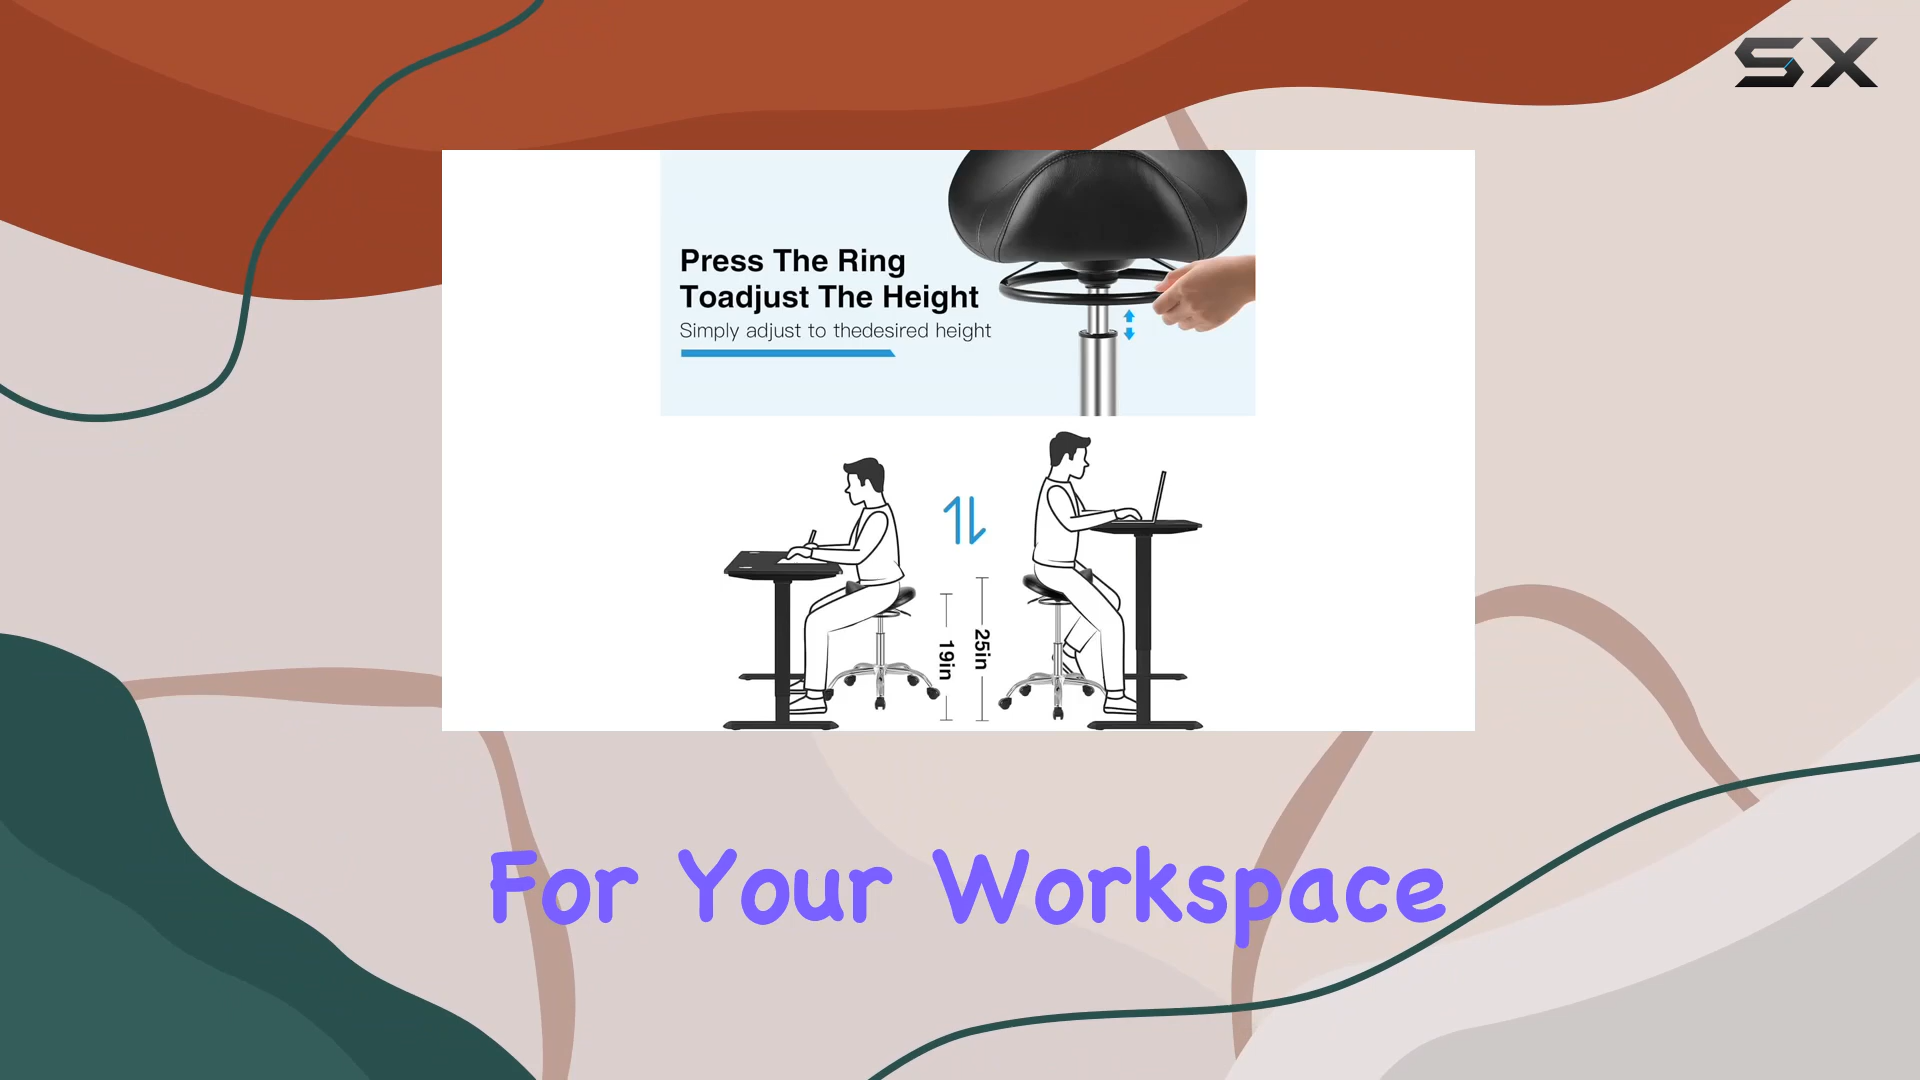 SX
Press The Ring
Toadjust The Height
Simply adjust to thedesired height
19in
25in
For Your Workspace